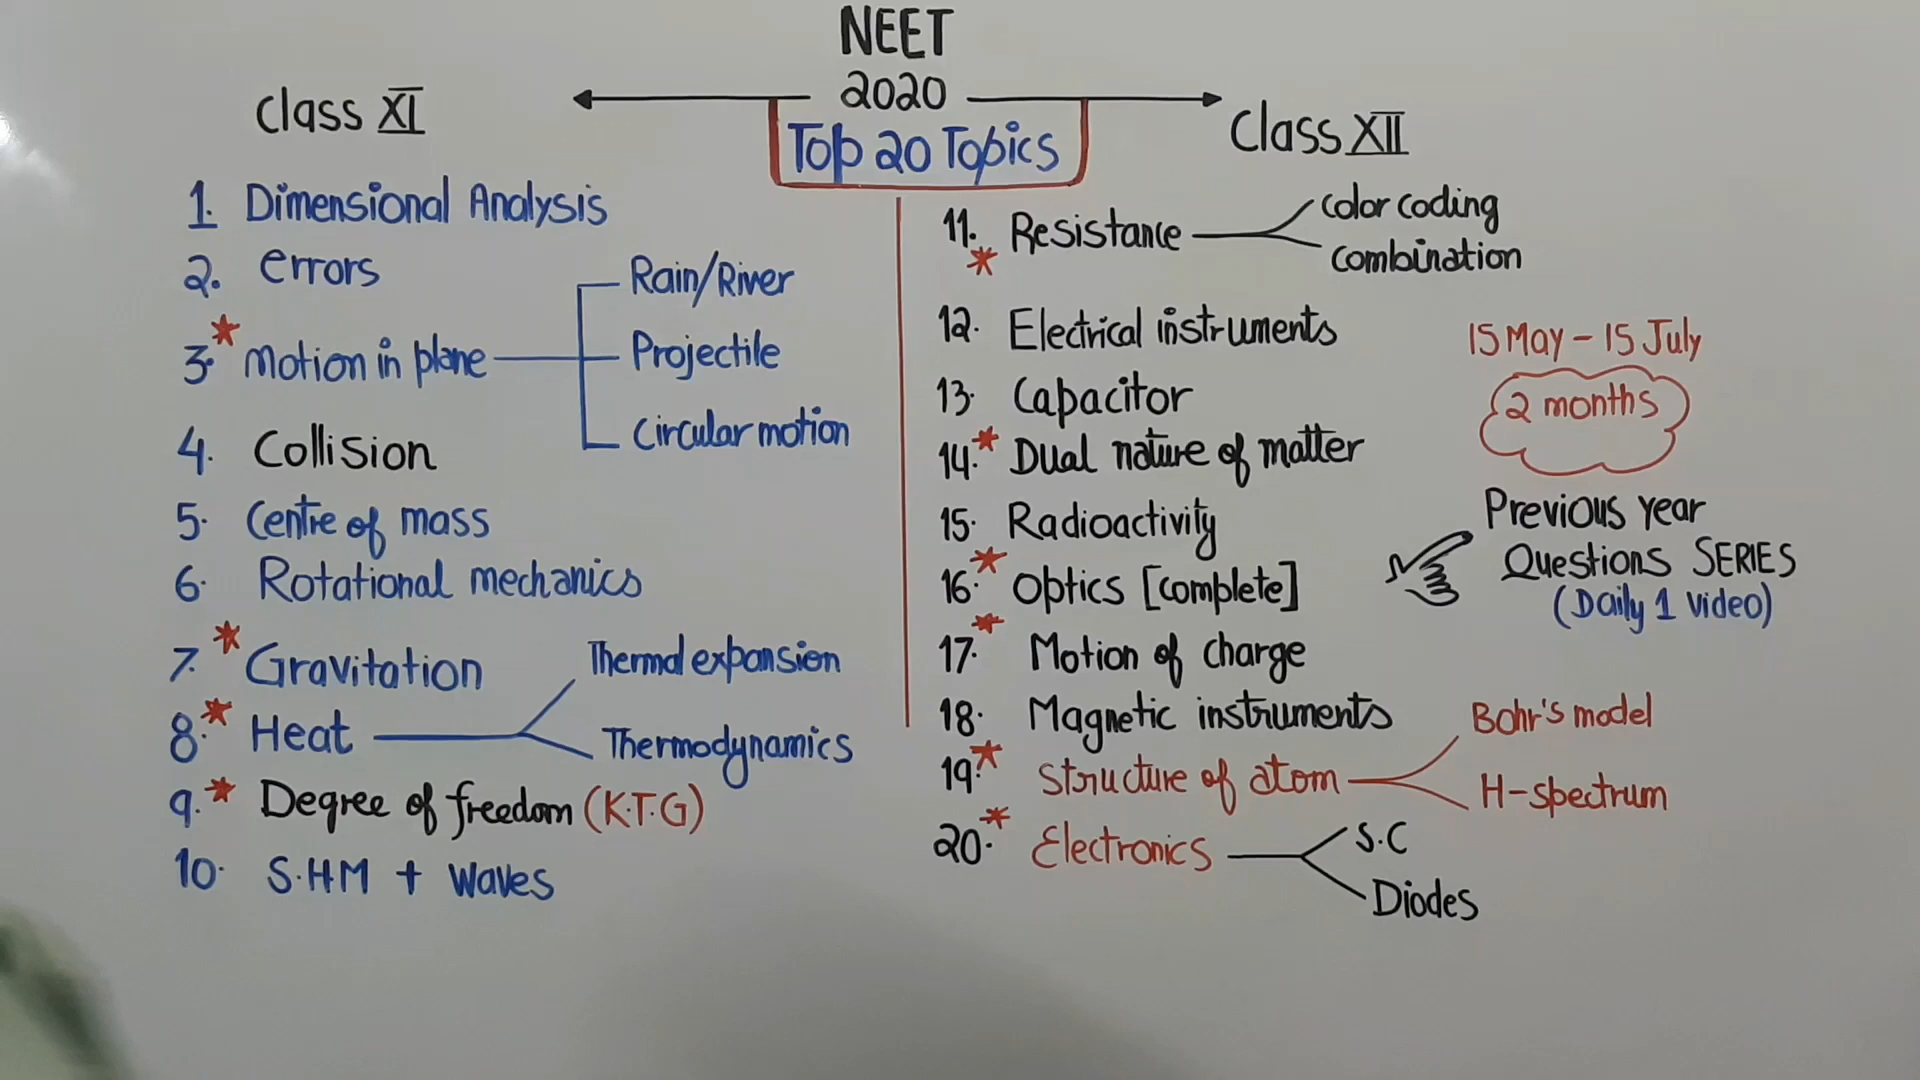 NEET
2020
Top 20 Topics
Class XI
1. Dimensional Analysis
2. errors
3. * Motion in plane
Rain/River
Projectile
Circular motion
4. Collision
5. Centre of mass
6. Rotational mechanics
7. * Gravitation
8. * Heat
Thermal expansion
Thermodynamics
9. * Degree of freedom (K.T.G)
10. S.H.M + Waves
Class XII
11. * Resistance
color coding
combination
12. Electrical instruments
13. Capacitor
14. * Dual nature of matter
15. Radioactivity
16. * Optics [complete]
17. * Motion of charge
18. Magnetic instruments
19. * Structure of atom
Bohr's model
H-spectrum
20. * Electronics
S.C
Diodes
15 May - 15 July
2 months
Previous year
Questions SERIES
(Daily 1 video)